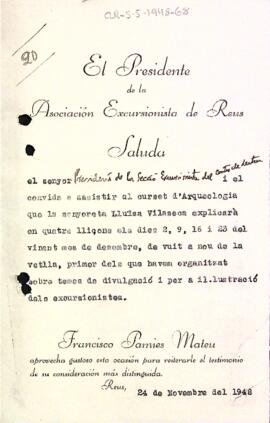 CLR-S-5-1948-68
20
El Presidente
de la
Asociación Excursionista de Reus
Saluda
el senyor President de la Secció Excursionista del Centre de Lectura i el
convida a assistir al curset d'Arqueologia
que la senyoreta Lluïsa Vilaseca explicarà
en quatre lliçons els dies 2, 9, 16 i 23 del
vinent mes de desembre, de vuit a nou de la
vetlla, primer dels que havem organitzat
sobre temes de divulgació i per a il.lustració
dels excursionistes.
Francisco Pamies Mateu
aprovecha gustoso esta ocasión para reiterarle el testimonio
de su consideración más distinguida.
Reus, 24 de Novembre del 1948